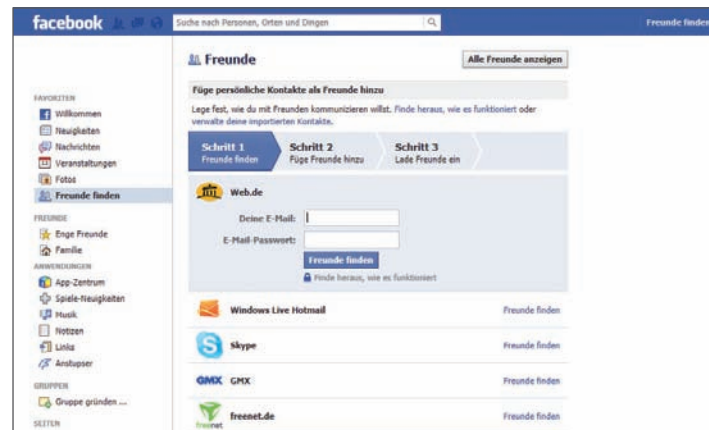 facebook
Suche nach Personen, Orten und Dingen
Freunde finden
Freunde
Alle Freunde anzeigen
FAVORITEN
Willkommen
Neuigkeiten
Nachrichten
Veranstaltungen
Fotos
Freunde finden
FREUNDE
Enge Freunde
Familie
ANWENDUNGEN
App-Zentrum
Spiele-Neuigkeiten
Musik
Notizen
Links
Anstupser
GRUPPEN
Gruppe gründen ...
SEITEN
Füge persönliche Kontakte als Freunde hinzu
Lege fest, wie du mit Freunden kommunizieren willst. Finde heraus, wie es funktioniert oder
verwalte deine importierten Kontakte.
Schritt 1
Freunde finden
Schritt 2
Füge Freunde hinzu
Schritt 3
Lade Freunde ein
Web.de
Deine E-Mail:
E-Mail-Passwort:
Freunde finden
Finde heraus, wie es funktioniert
Windows Live Hotmail
Freunde finden
Skype
Freunde finden
GMX GMX
Freunde finden
freenet
freenet.de
Freunde finden